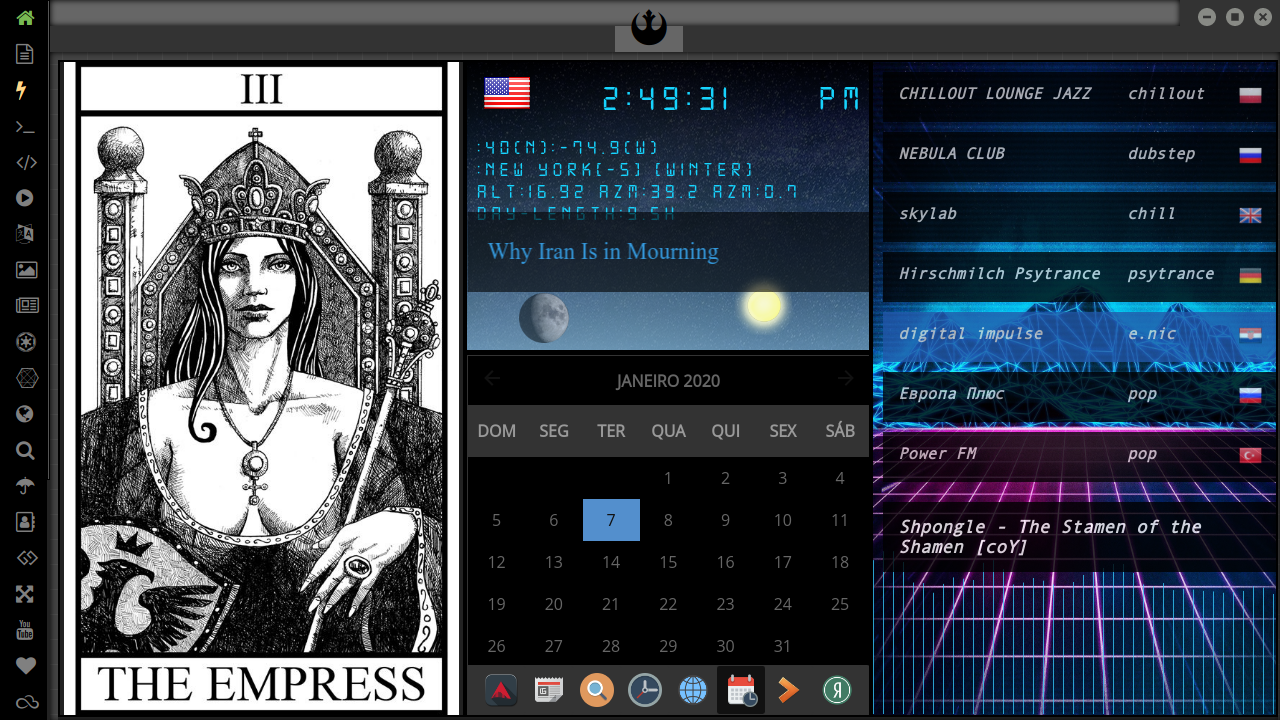 III
THE EMPRESS
2:49:31 PM
:40(N):-74.9(W)
:NEW YORK[-5] [WINTER]
ALT:16.92 AZM:39.2 AZM:0.7
DAY-LENGTH:9.5H
Why Iran Is in Mourning
JANEIRO 2020
DOM SEG TER QUA QUI SEX SÁB
1 2 3 4
5 6 7 8 9 10 11
12 13 14 15 16 17 18
19 20 21 22 23 24 25
26 27 28 29 30 31
Я
CHILLOUT LOUNGE JAZZ chillout
NEBULA CLUB dubstep
skylab chill
Hirschmilch Psytrance psytrance
digital impulse e.nic
Европа Плюс pop
Power FM pop
Shpongle - The Stamen of the
Shamen [coY]
You
Tube